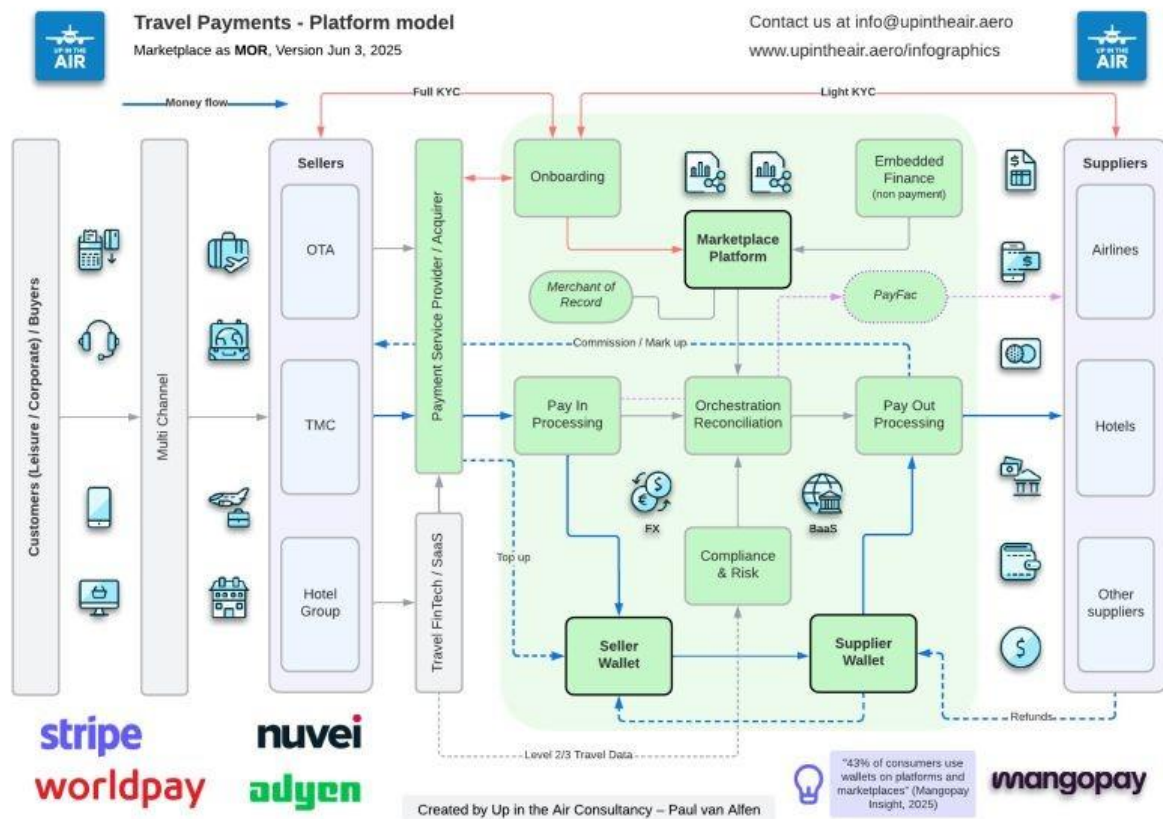 UP IN THE
AIR
Travel Payments - Platform model
Marketplace as MOR, Version Jun 3, 2025
Contact us at info@upintheair.aero
www.upintheair.aero/infographics
UP IN THE
AIR
Money flow
Full KYC
Light KYC
Customers (Leisure / Corporate) / Buyers
Multi Channel
Sellers
OTA
TMC
Hotel
Group
Payment Service Provider / Acquirer
Travel FinTech / SaaS
Onboarding
Embedded
Finance
(non payment)
Marketplace
Platform
Merchant of
Record
PayFac
Commission / Mark up
Pay In
Processing
Orchestration
Reconciliation
Pay Out
Processing
FX
BaaS
Top up
Compliance
& Risk
Seller
Wallet
Supplier
Wallet
Suppliers
Airlines
Hotels
Other
suppliers
Refunds
Level 2/3 Travel Data
stripe
nuvei
worldpay
adyen
"43% of consumers use
wallets on platforms and
marketplaces" (Mangopay
Insight, 2025)
mangopay
Created by Up in the Air Consultancy – Paul van Alfen